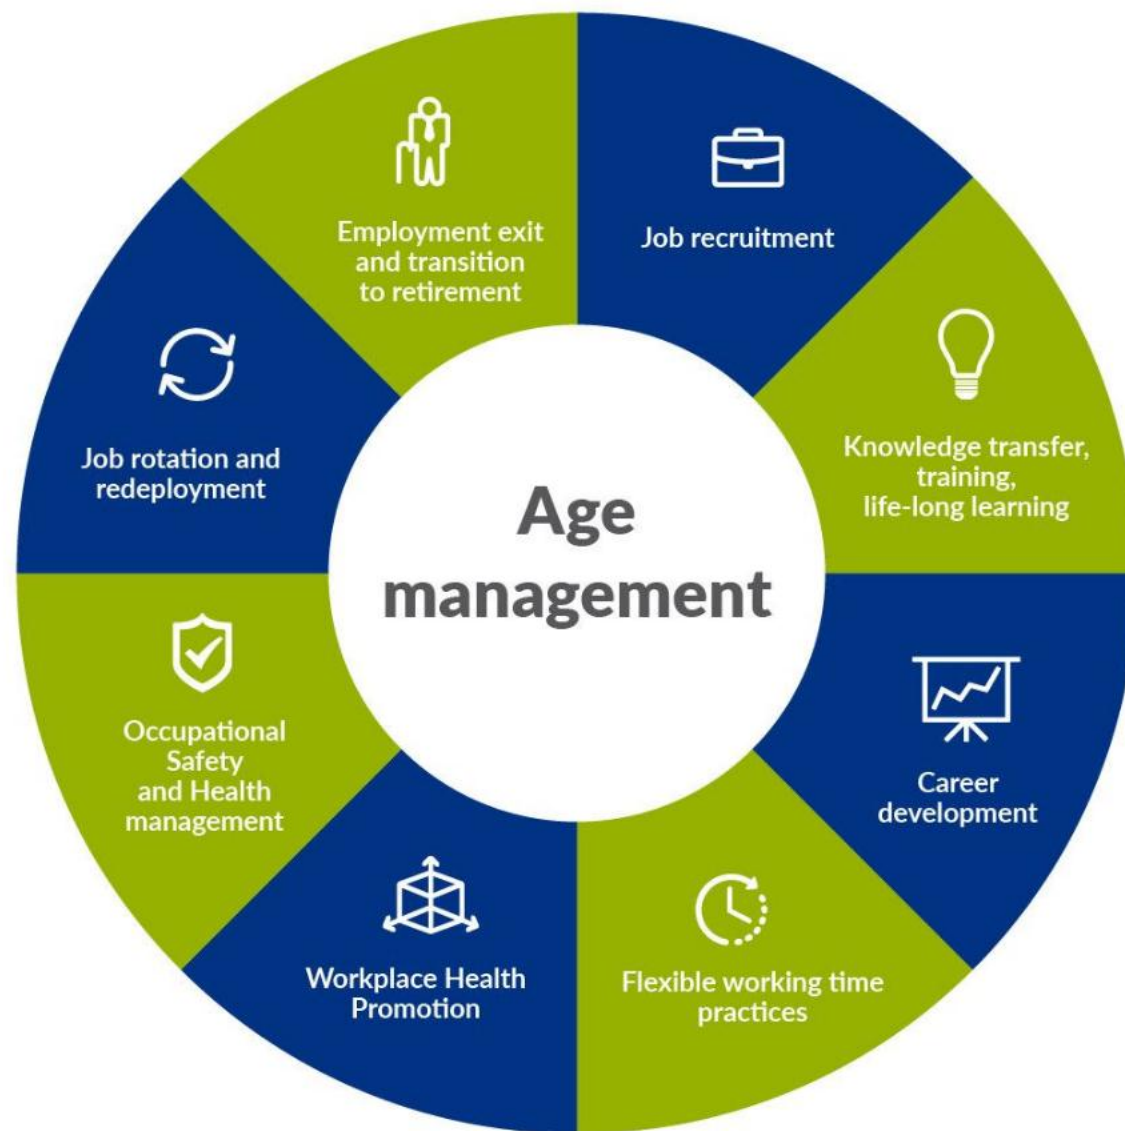 Age
management
Job recruitment
Knowledge transfer,
training,
life-long learning
Career
development
Flexible working time
practices
Workplace Health
Promotion
Occupational
Safety
and Health
management
Job rotation and
redeployment
Employment exit
and transition
to retirement